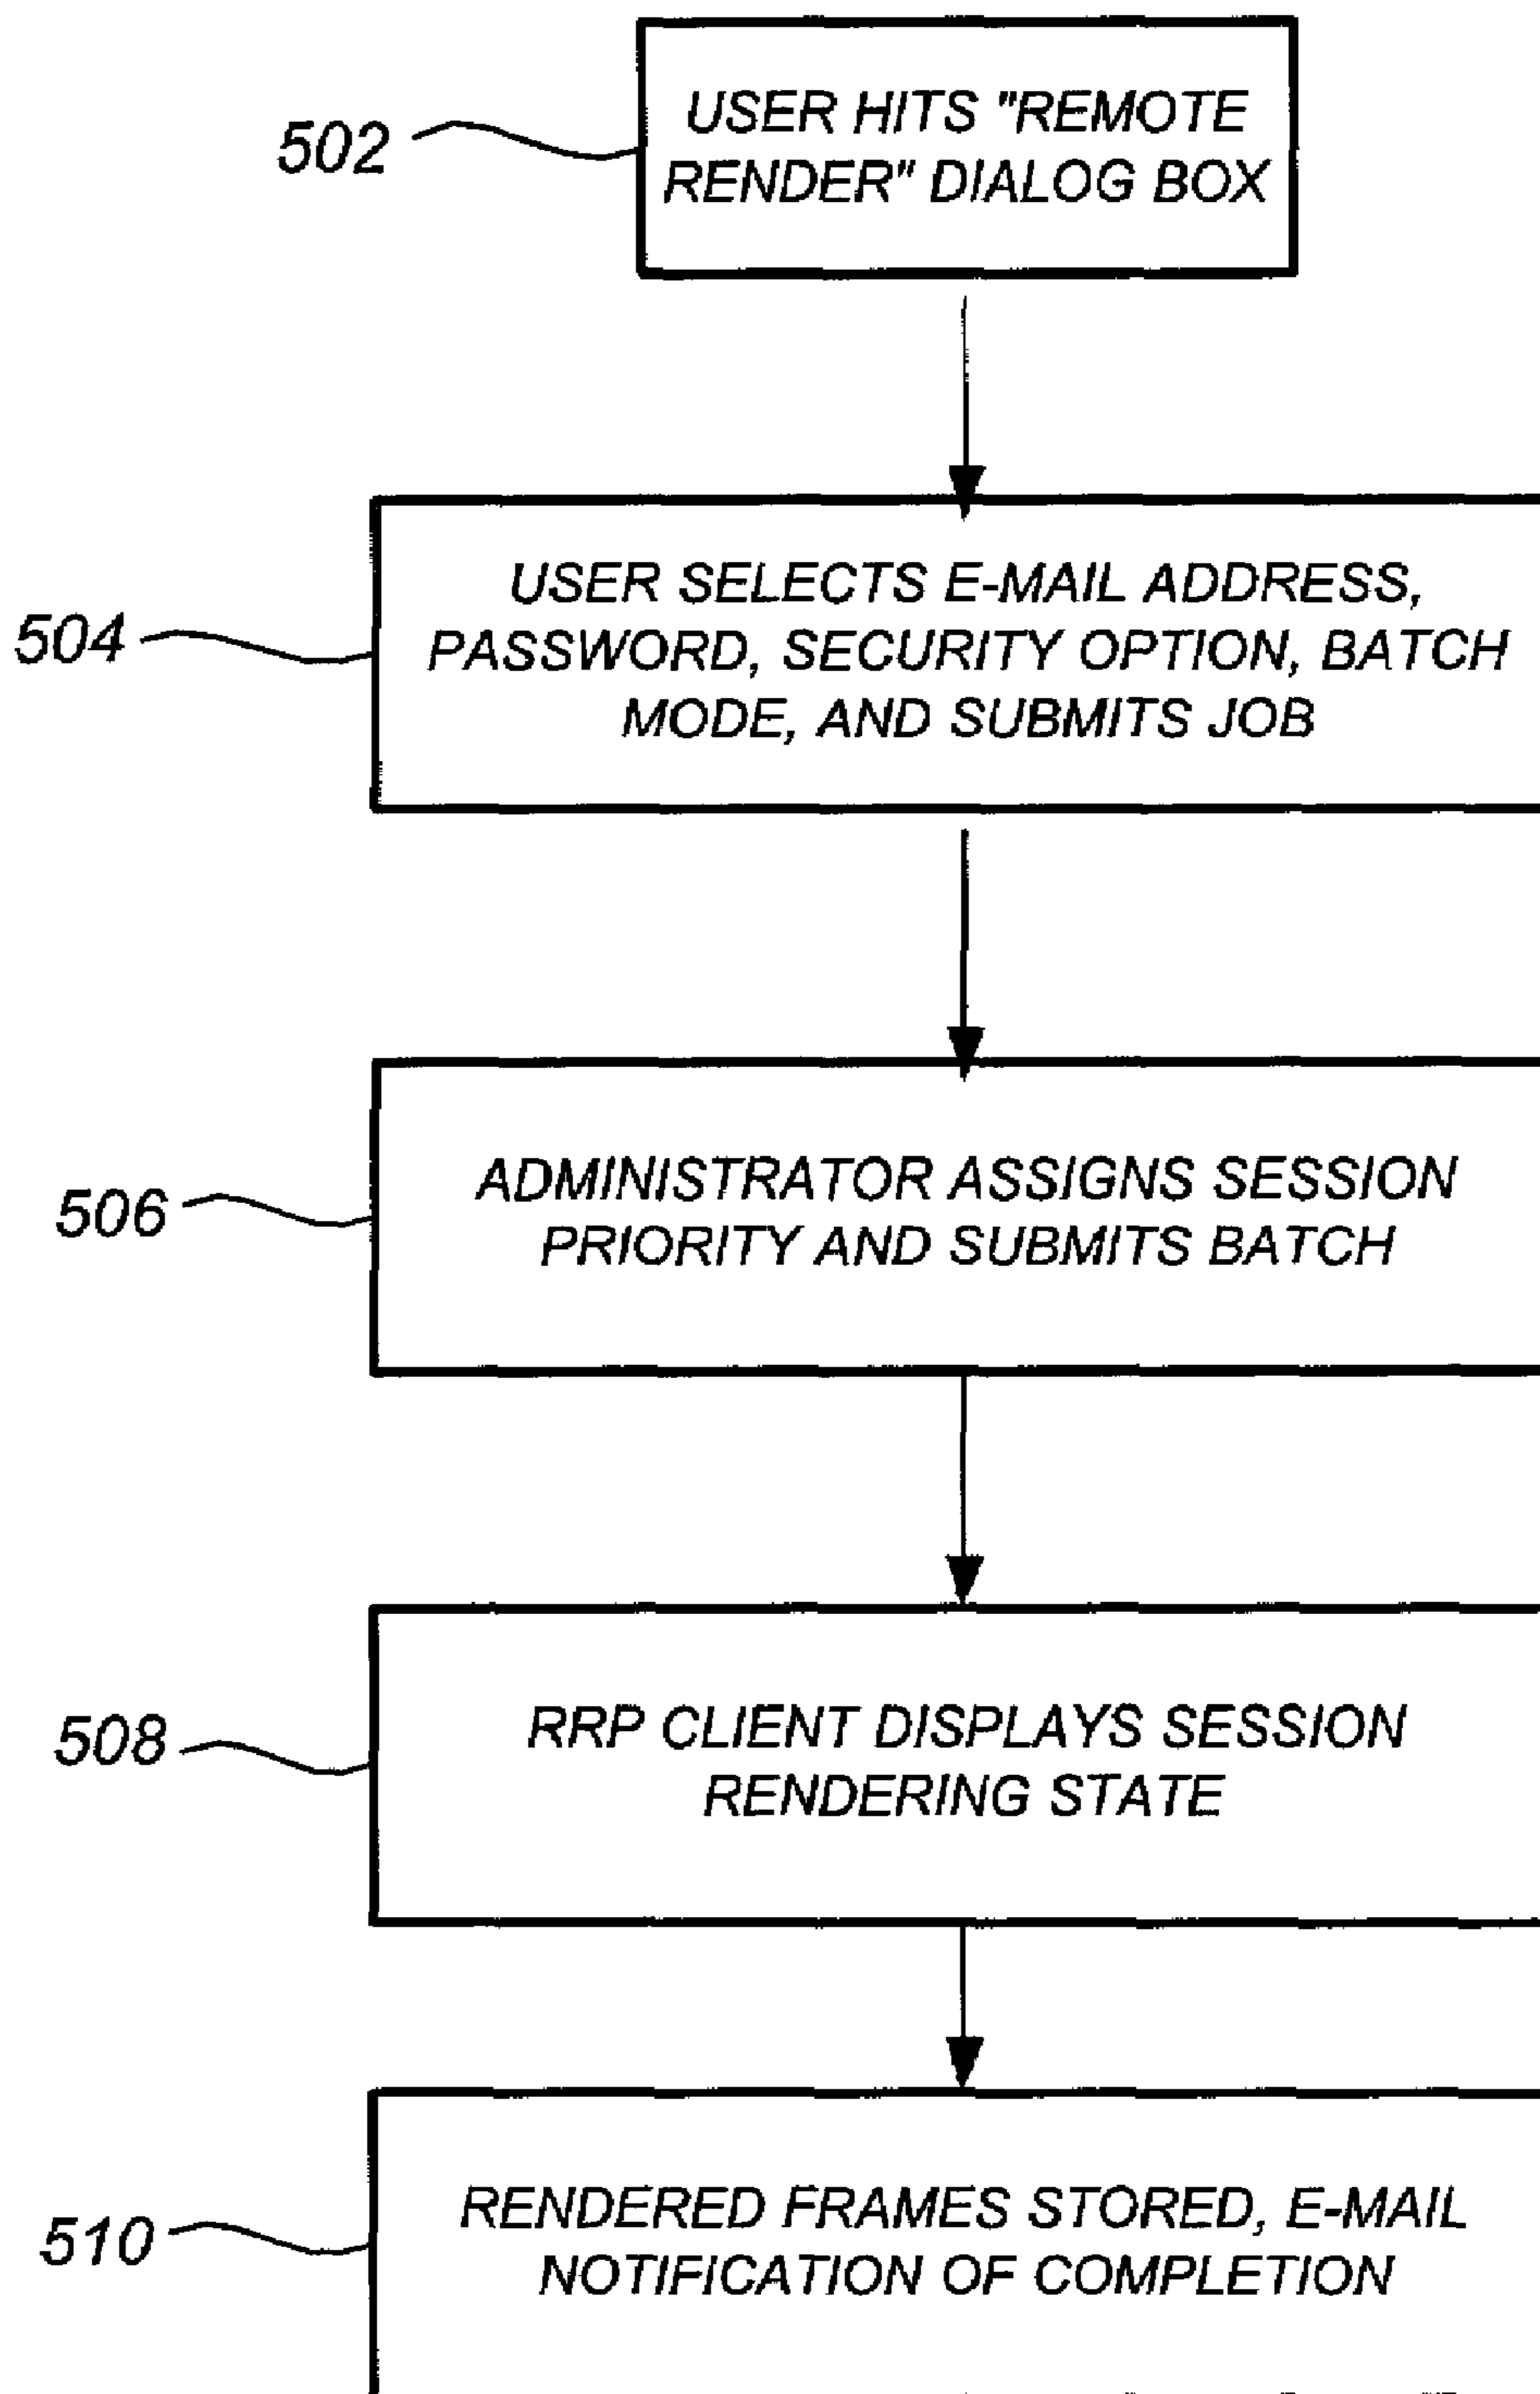 502
USER HITS "REMOTE
RENDER" DIALOG BOX
504
USER SELECTS E-MAIL ADDRESS,
PASSWORD, SECURITY OPTION, BATCH
MODE, AND SUBMITS JOB
506
ADMINISTRATOR ASSIGNS SESSION
PRIORITY AND SUBMITS BATCH
508
RRP CLIENT DISPLAYS SESSION
RENDERING STATE
510
RENDERED FRAMES STORED, E-MAIL
NOTIFICATION OF COMPLETION